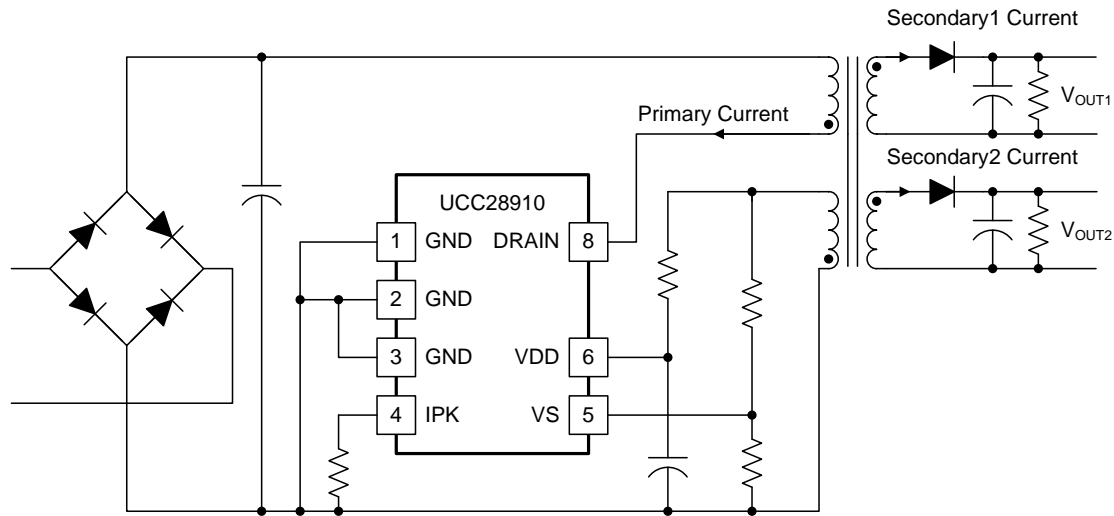 Secondary1 Current
VOUT1
Primary Current
Secondary2 Current
VOUT2
UCC28910
1 GND DRAIN 8
2 GND
3 GND VDD 6
4 IPK VS 5